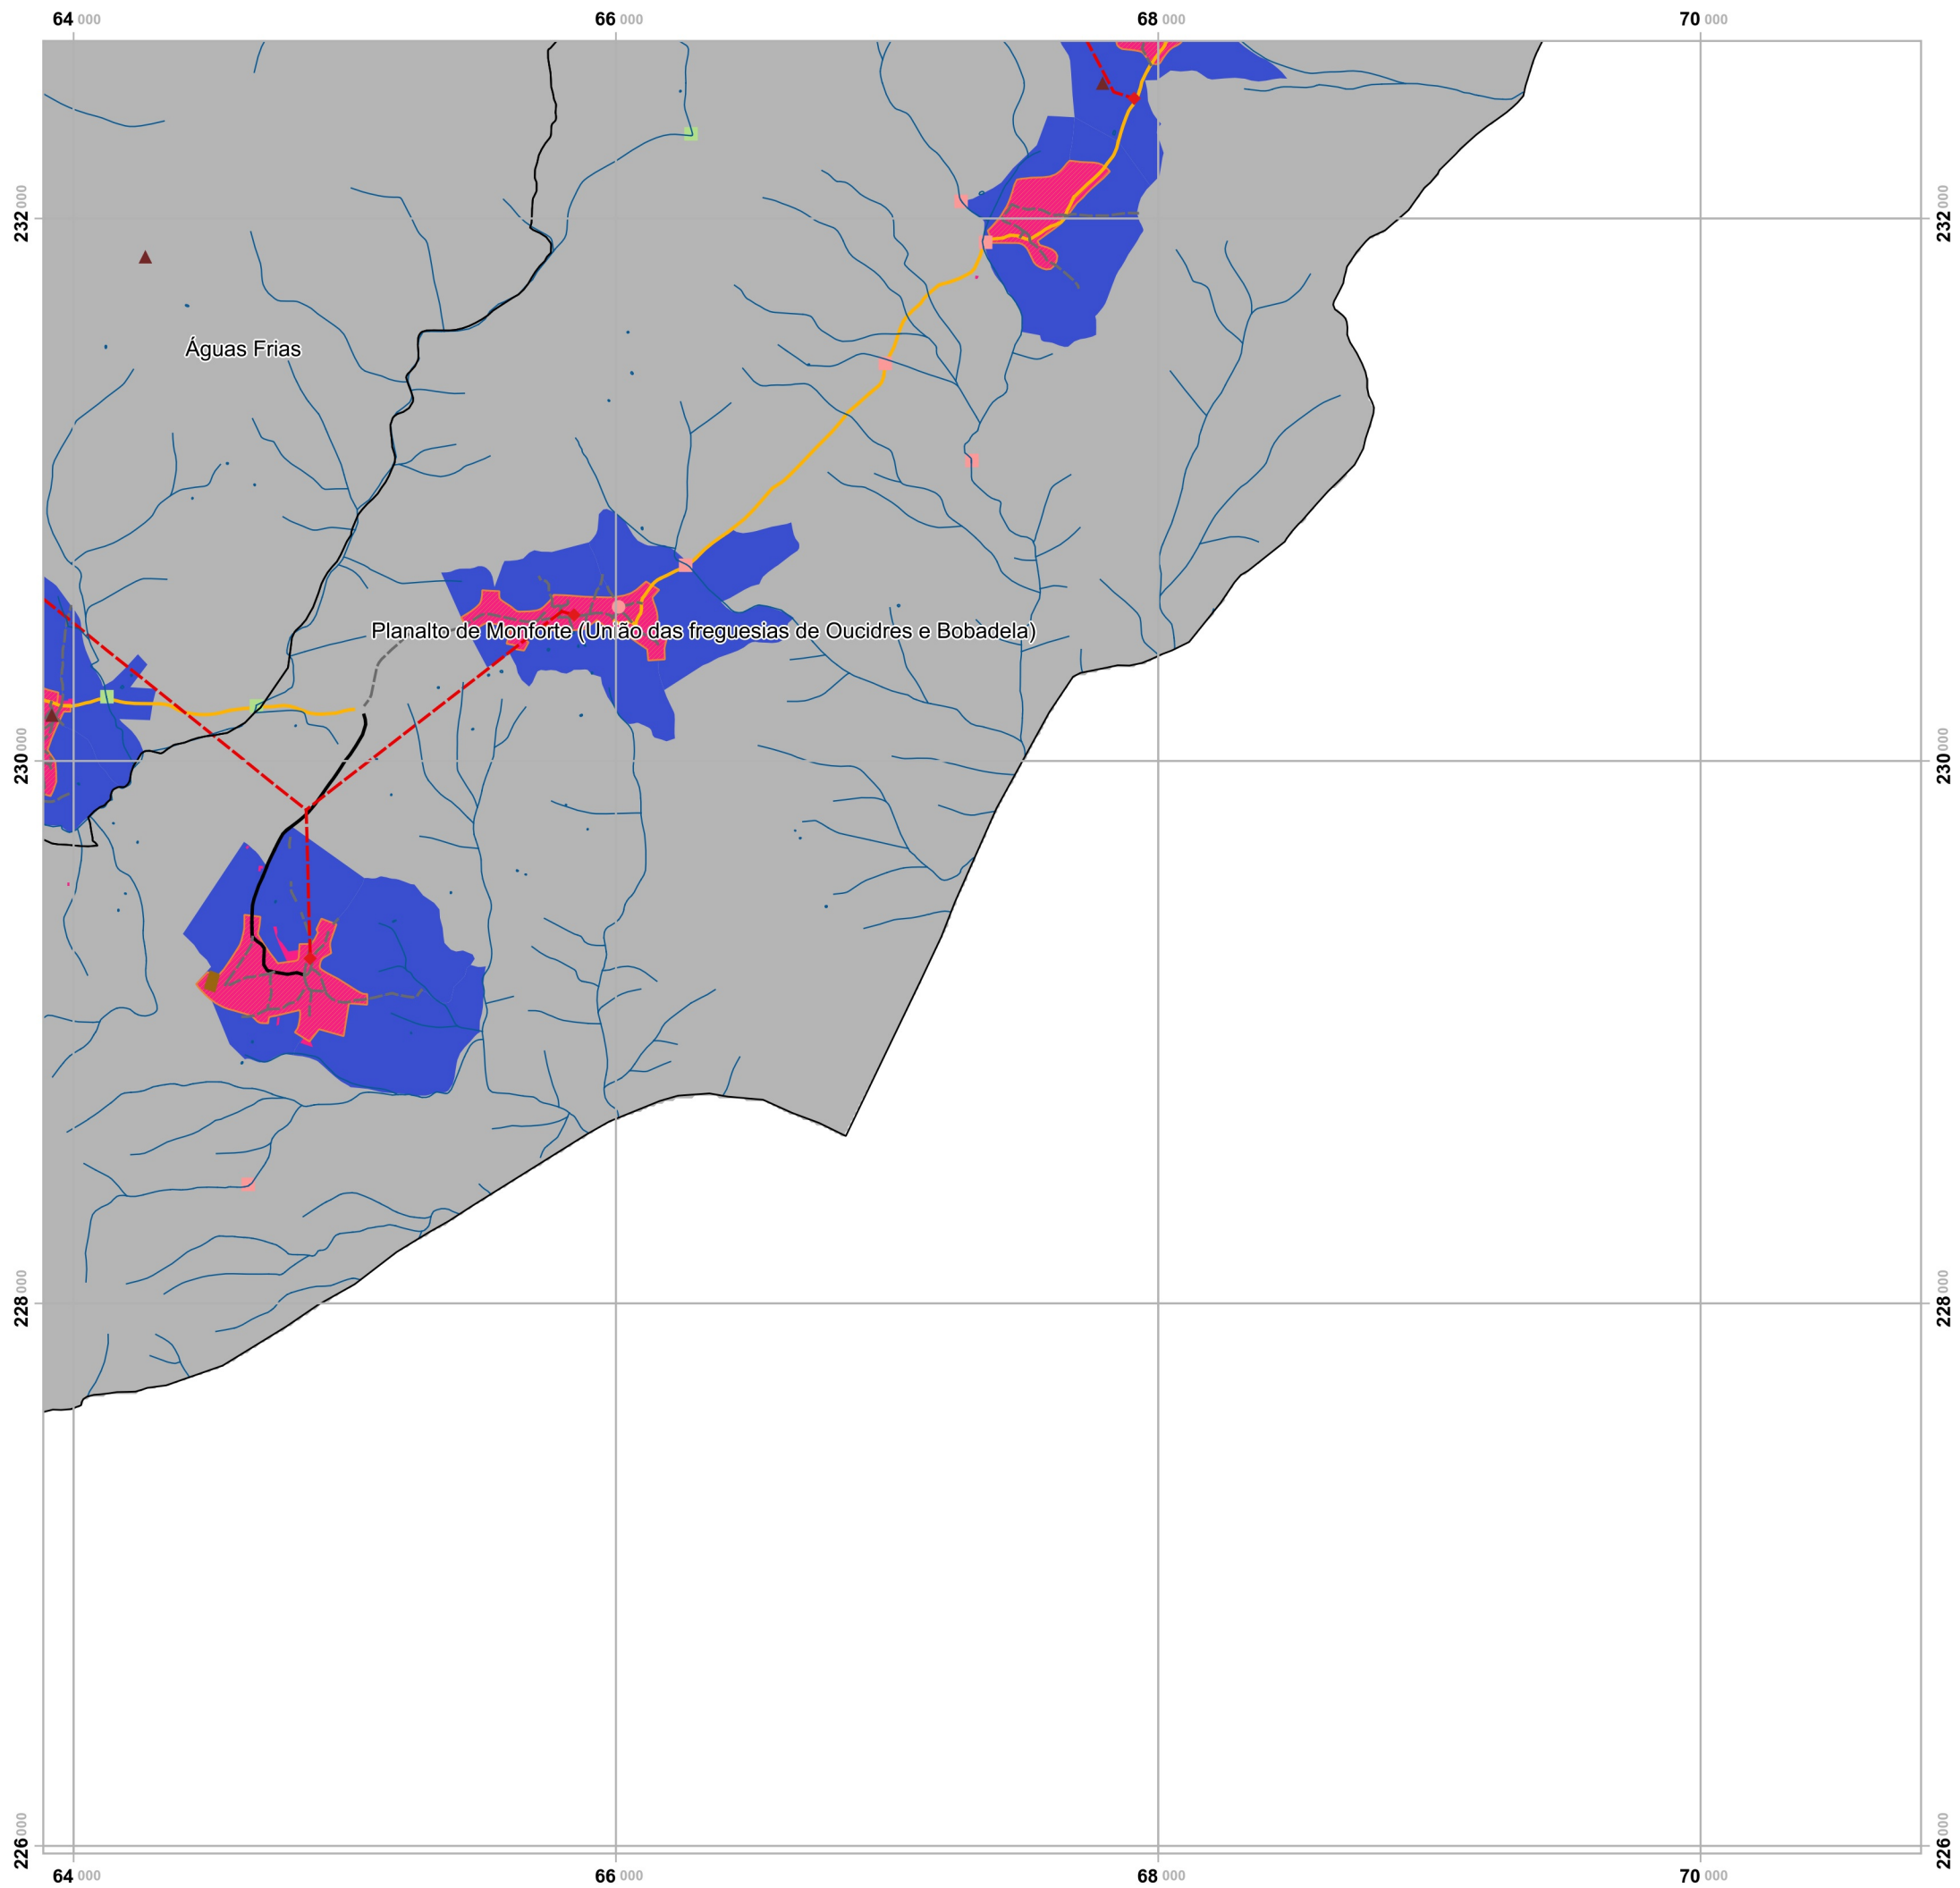 64 000 66 000 68 000 70 000
232 000 232 000
Águas Frias
Planalto de Monforte (União das freguesias de Oucidres e Bobadela)
230 000 230 000
228 000 228 000
226 000 226 000
64 000 66 000 68 000 70 000